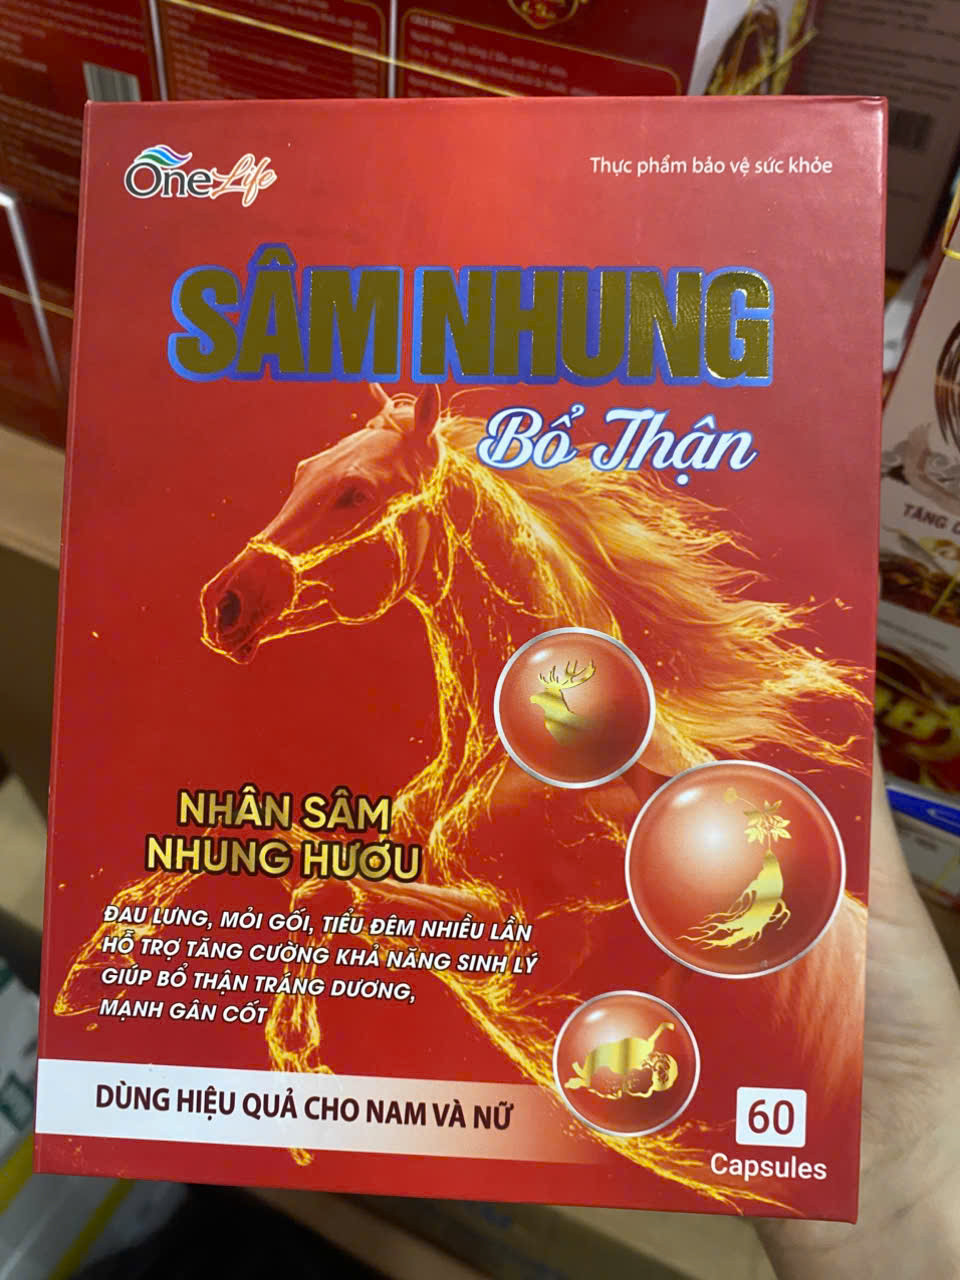 OneLife
Thực phẩm bảo vệ sức khỏe
SÂM NHUNG
Bổ Thận
NHÂN SÂM
NHUNG HƯƠU
ĐAU LƯNG, MỎI GỐI, TIỂU ĐÊM NHIỀU LẦN
HỖ TRỢ TĂNG CƯỜNG KHẢ NĂNG SINH LÝ
GIÚP BỔ THẬN TRÁNG DƯƠNG,
MẠNH GÂN CỐT
DÙNG HIỆU QUẢ CHO NAM VÀ NỮ
60
Capsules
TĂNG